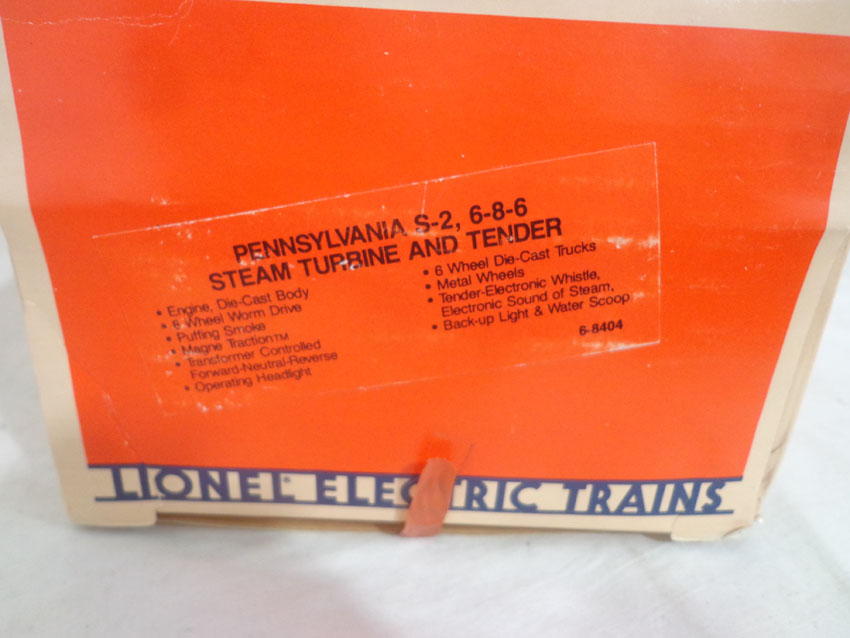 PENNSYLVANIA S-2, 6-8-6
STEAM TURBINE AND TENDER
• Engine, Die-Cast Body
• 6 Wheel Worm Drive
• Puffing Smoke
• Magne Traction™
• Transformer Controlled
Forward-Neutral-Reverse
• Operating Headlight
• 6 Wheel Die-Cast Trucks
• Metal Wheels
• Tender-Electronic Whistle,
Electronic Sound of Steam,
• Back-up Light & Water Scoop
6-8404
LIONEL® ELECTRIC TRAINS